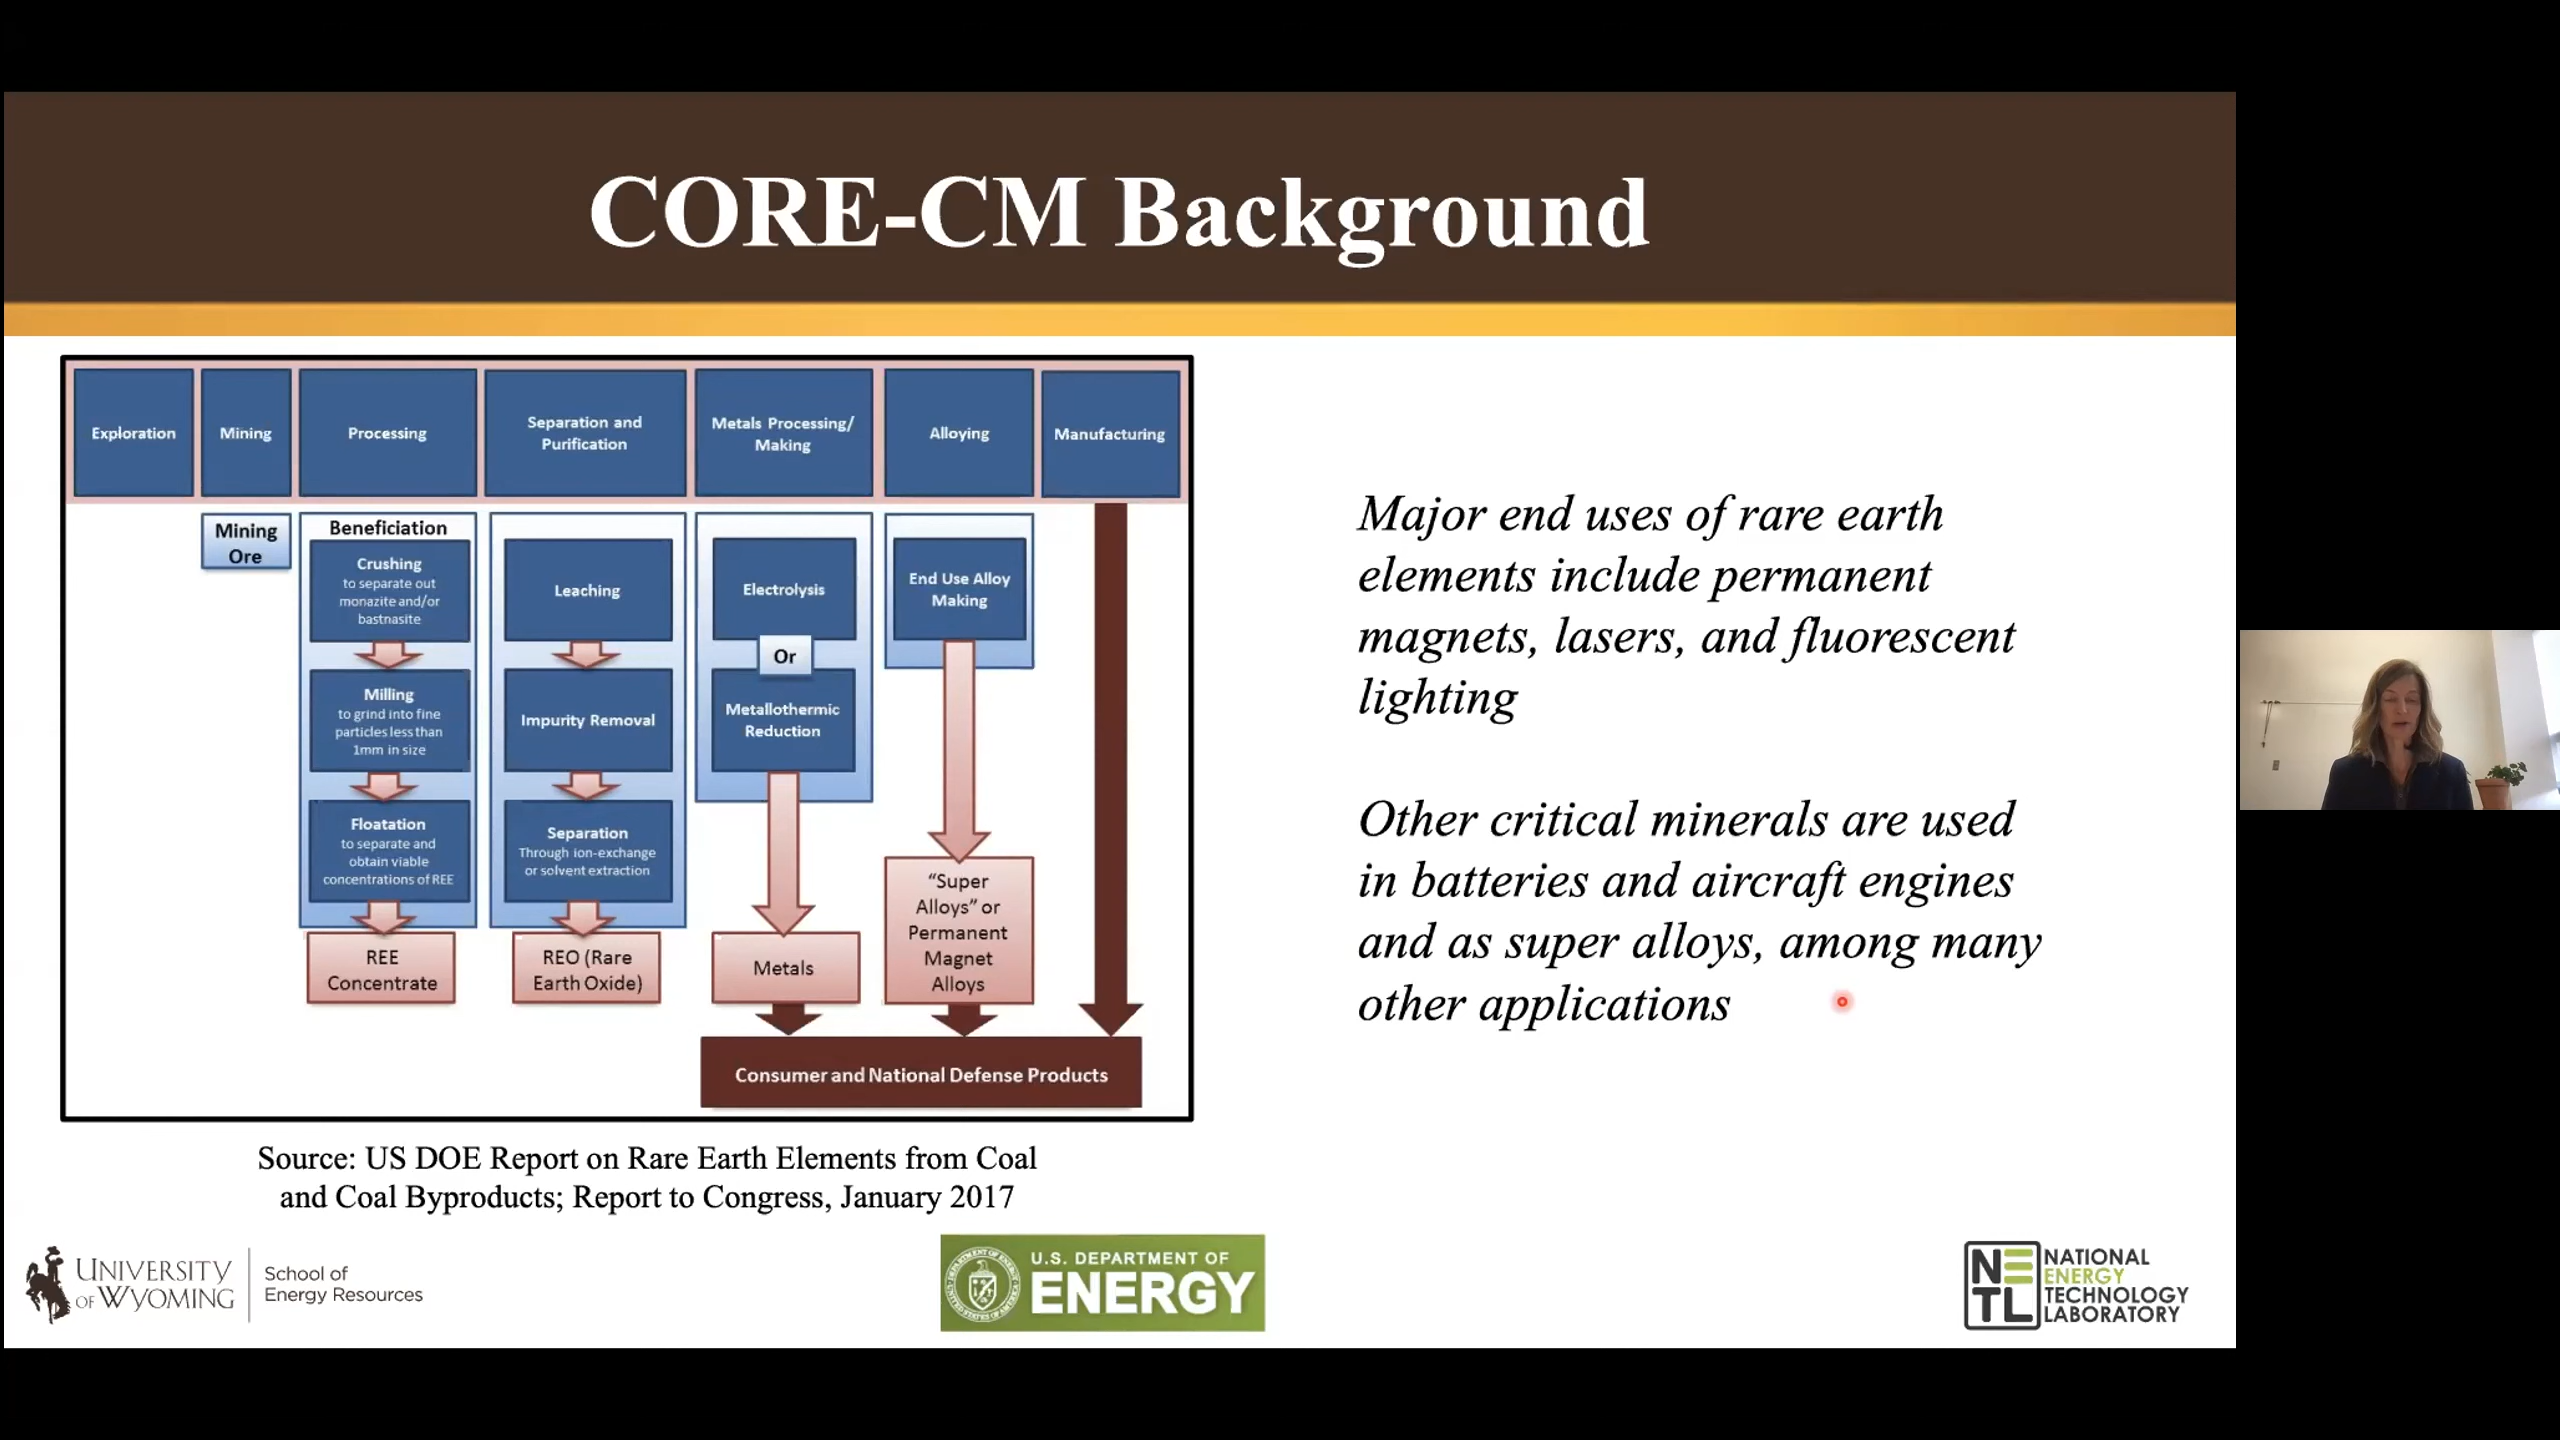 CORE-CM Background
Exploration
Mining
Processing
Separation and
Purification
Metals Processing/
Making
Alloying
Manufacturing
Mining
Ore
Beneficiation
Crushing
to separate out
monazite and/or
bastnasite
Milling
to grind into fine
particles less than
1mm in size
Floatation
to separate and
obtain viable
concentrations of REE
REE
Concentrate
Leaching
Impurity Removal
Separation
Through ion-exchange
or solvent extraction
REO (Rare
Earth Oxide)
Electrolysis
Or
Metallothermic
Reduction
Metals
End Use Alloy
Making
“Super
Alloys” or
Permanent
Magnet
Alloys
Consumer and National Defense Products
Major end uses of rare earth
elements include permanent
magnets, lasers, and fluorescent
lighting
Other critical minerals are used
in batteries and aircraft engines
and as super alloys, among many
other applications
Source: US DOE Report on Rare Earth Elements from Coal
and Coal Byproducts; Report to Congress, January 2017
UNIVERSITY
OF WYOMING
School of
Energy Resources
U.S. DEPARTMENT OF
ENERGY
NE
TL
NATIONAL
ENERGY
TECHNOLOGY
LABORATORY